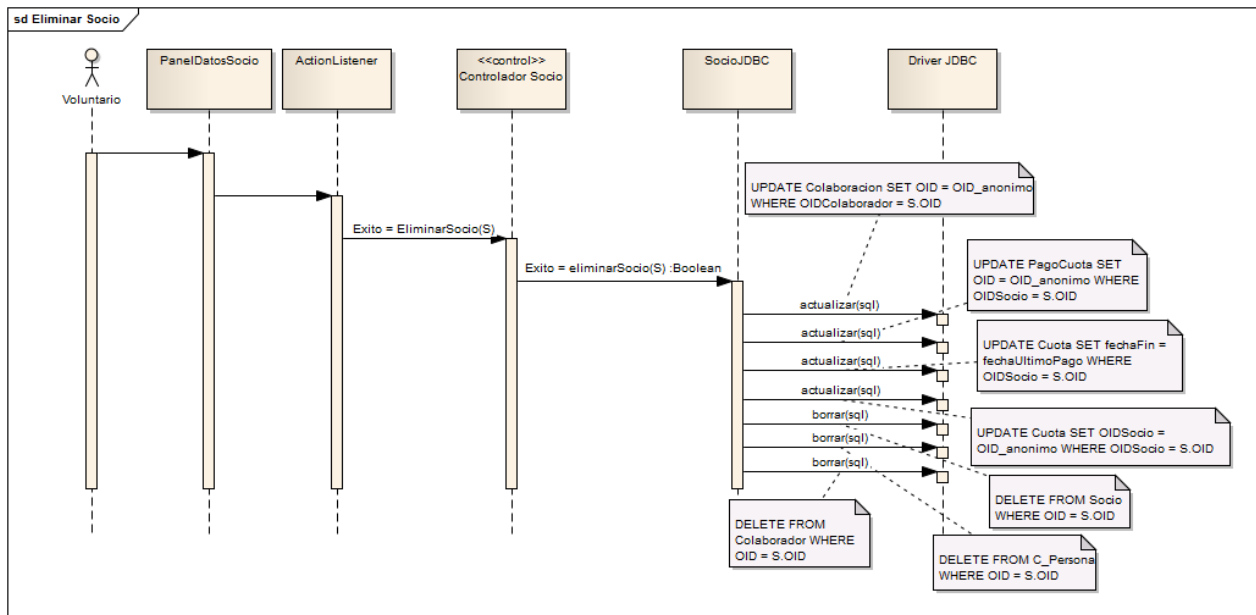 sd Eliminar Socio
Voluntario
PanelDatosSocio
ActionListener
<<control>>
Controlador Socio
SocioJDBC
Driver JDBC
UPDATE Colaboracion SET OID = OID_anonimo
WHERE OIDColaborador = S.OID
Exito = EliminarSocio(S)
UPDATE PagoCuota SET
OID = OID_anonimo WHERE
OIDSocio = S.OID
Exito = eliminarSocio(S) :Boolean
actualizar(sql)
actualizar(sql)
UPDATE Cuota SET fechaFin =
fechaUltimoPago WHERE
OIDSocio = S.OID
actualizar(sql)
actualizar(sql)
borrar(sql)
UPDATE Cuota SET OIDSocio =
OID_anonimo WHERE OIDSocio = S.OID
borrar(sql)
borrar(sql)
DELETE FROM Socio
WHERE OID = S.OID
DELETE FROM
Colaborador WHERE
OID = S.OID
DELETE FROM C_Persona
WHERE OID = S.OID